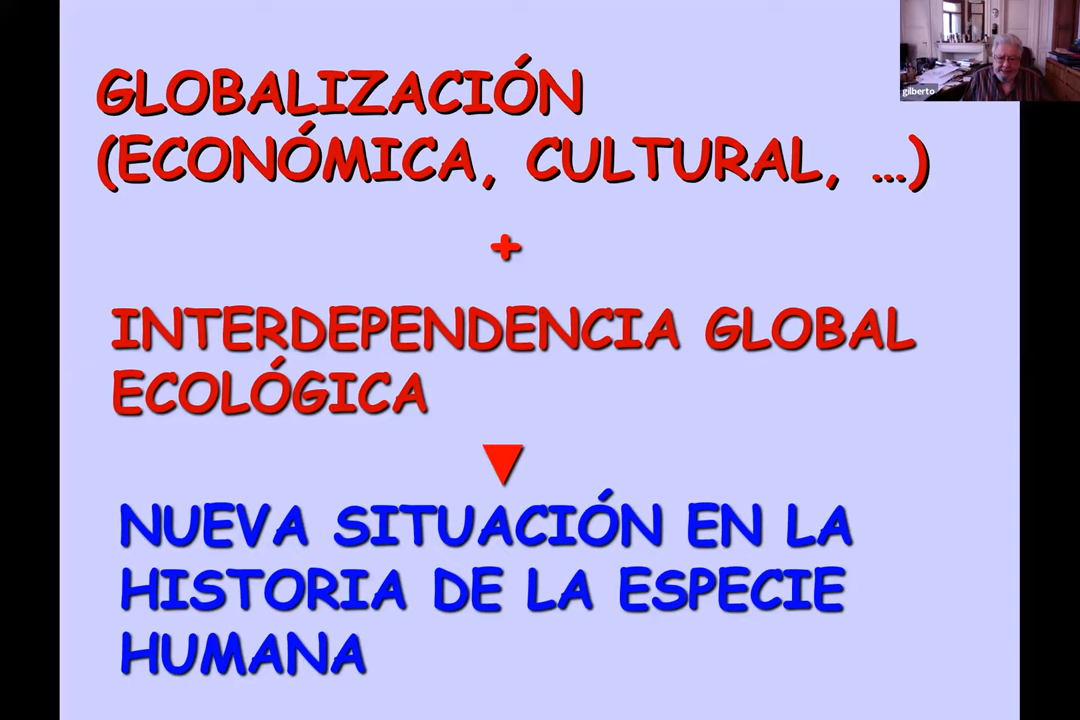 GLOBALIZACIÓN
(ECONÓMICA, CULTURAL, ...)
+
INTERDEPENDENCIA GLOBAL
ECOLÓGICA
NUEVA SITUACIÓN EN LA
HISTORIA DE LA ESPECIE
HUMANA
gilberto